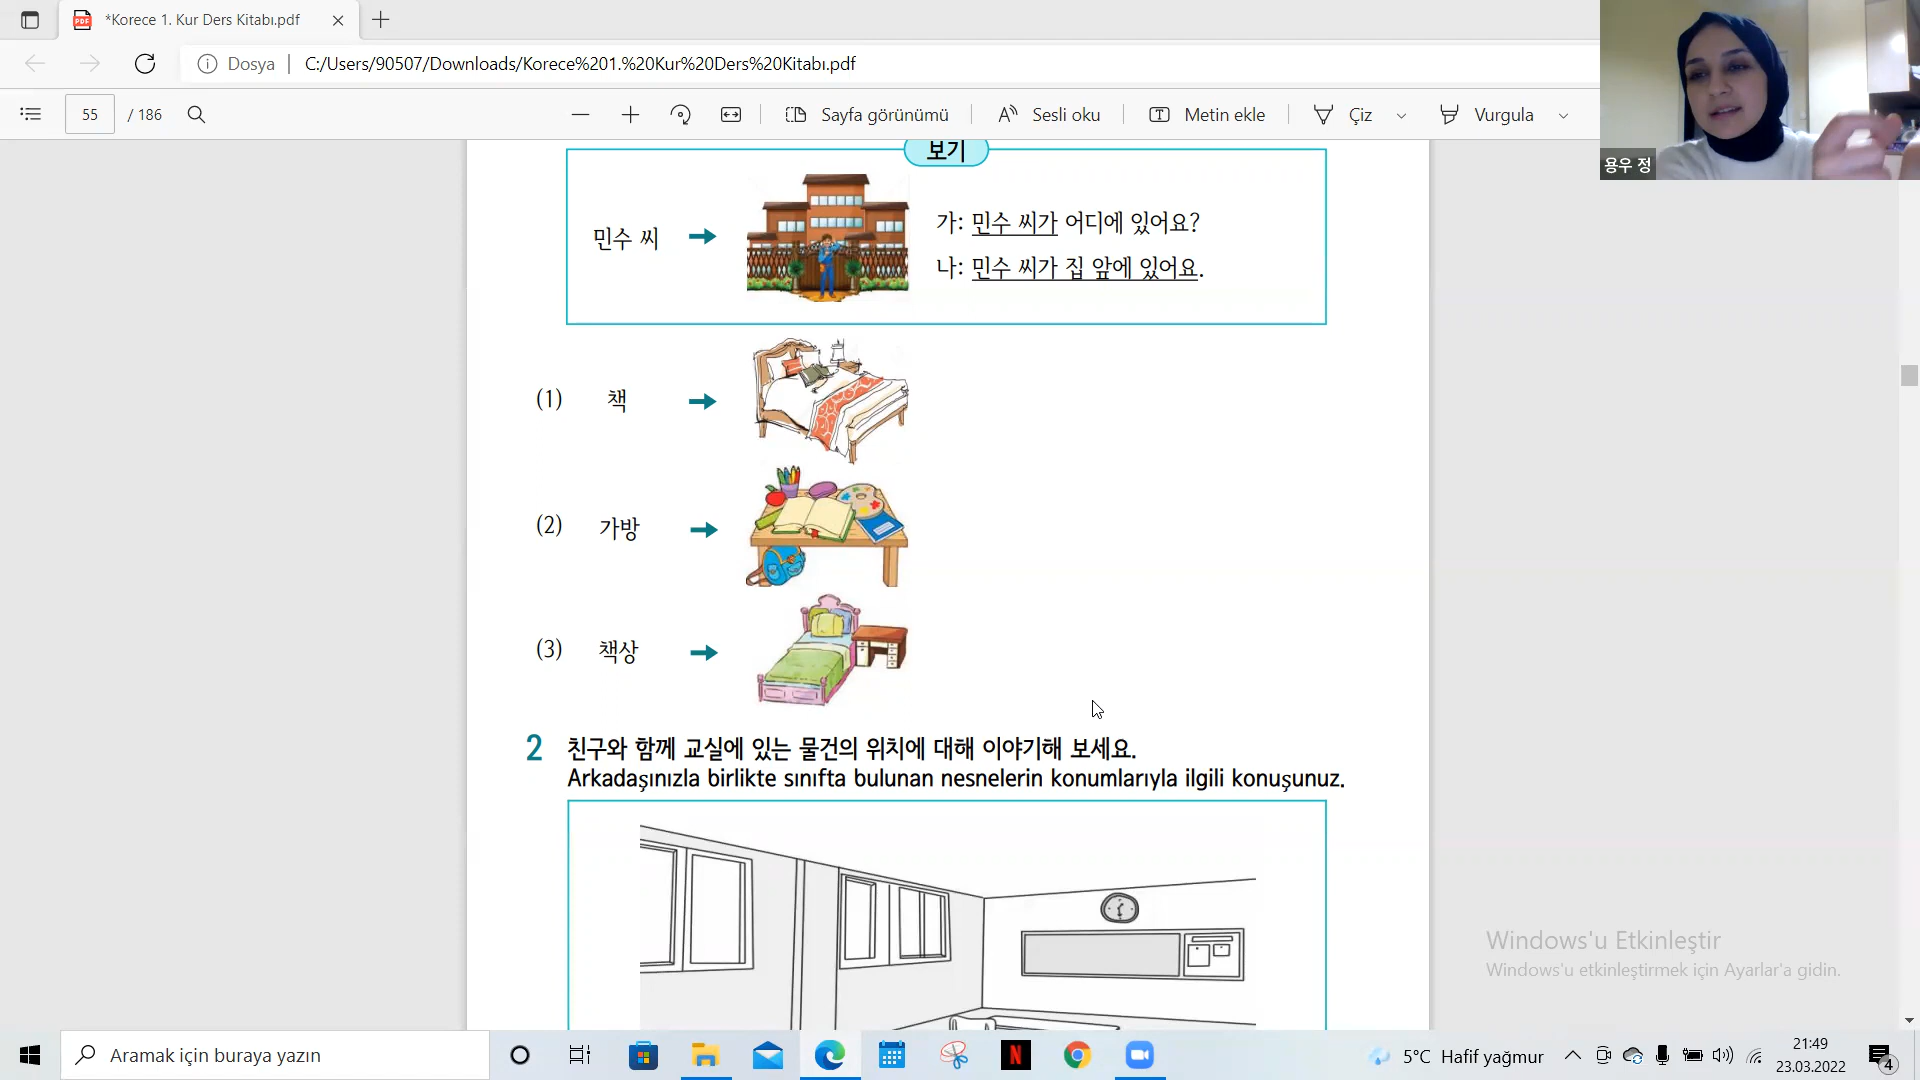 *Korece 1. Kur Ders Kitabı.pdf
Dosya | C:/Users/90507/Downloads/Korece%201.%20Kur%20Ders%20Kitabı.pdf
55 / 186 Sayfa görünümü Sesli oku Metin ekle Çiz Vurgula
용우 정
보기
민수 씨
가: 민수 씨가 어디에 있어요?
나: 민수 씨가 집 앞에 있어요.
(1) 책
(2) 가방
(3) 책상
2 친구와 함께 교실에 있는 물건의 위치에 대해 이야기해 보세요.
Arkadaşınızla birlikte sınıfta bulunan nesnelerin konumlarıyla ilgili konuşunuz.
Windows'u Etkinleştir
Windows'u etkinleştirmek için Ayarlar'a gidin.
Aramak için buraya yazın
5°C Hafif yağmur
21:49
23.03.2022
4